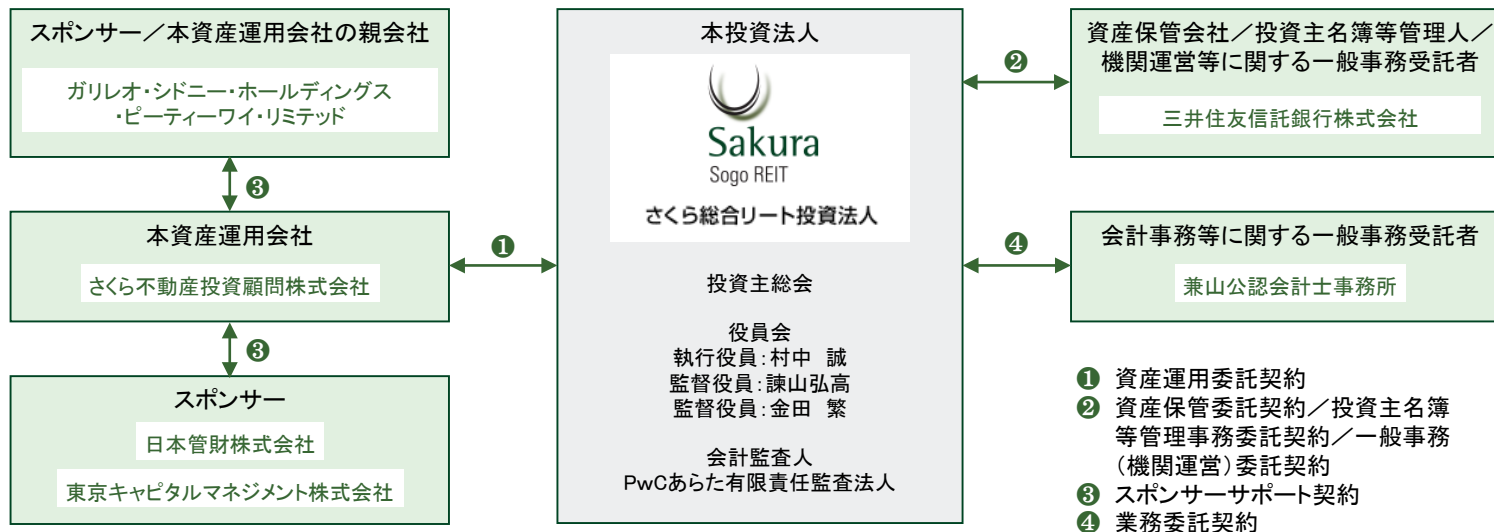 スポンサー／本資産運用会社の親会社
ガリレオ・シドニー・ホールディングス
・ピーティーワイ・リミテッド
❸
本資産運用会社
さくら不動産投資顧問株式会社
❸
スポンサー
日本管財株式会社
東京キャピタルマネジメント株式会社
❶
本投資法人
Sakura
Sogo REIT
さくら総合リート投資法人
投資主総会
役員会
執行役員：村中　誠
監督役員：諫山弘高
監督役員：金田　繁
会計監査人
PwCあらた有限責任監査法人
❷
資産保管会社／投資主名簿等管理人／
機関運営等に関する一般事務受託者
三井住友信託銀行株式会社
❹
会計事務等に関する一般事務受託者
兼山公認会計士事務所
❶ 資産運用委託契約
❷ 資産保管委託契約／投資主名簿
等管理事務委託契約／一般事務
（機関運営）委託契約
❸ スポンサーサポート契約
❹ 業務委託契約